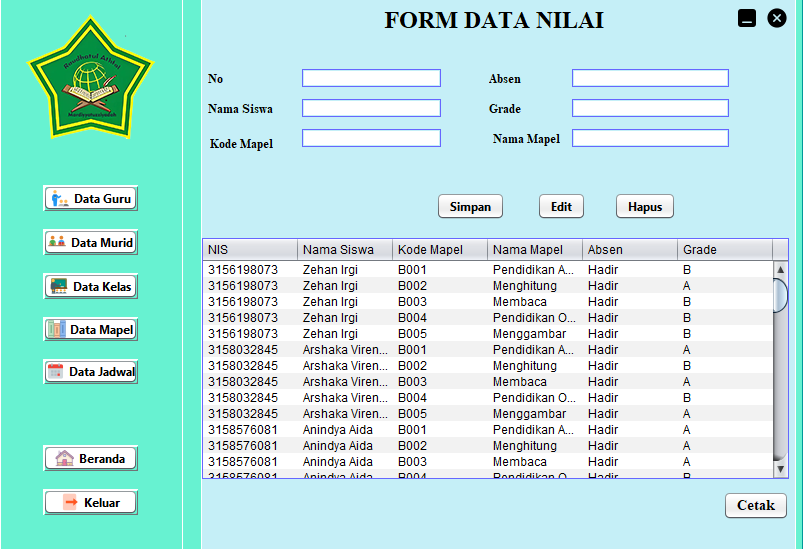 FORM DATA NILAI
Raudhatul Athfal
No
Absen
Nama Siswa
Grade
Kode Mapel
Nama Mapel
Data Guru
Data Murid
Data Kelas
Data Mapel
Data Jadwal
Beranda
Keluar
Simpan Edit Hapus
NIS Nama Siswa Kode Mapel Nama Mapel Absen Grade
3156198073 Zehan Irgi B001 Pendidikan A... Hadir B
3156198073 Zehan Irgi B002 Menghitung Hadir A
3156198073 Zehan Irgi B003 Membaca Hadir B
3156198073 Zehan Irgi B004 Pendidikan O... Hadir B
3156198073 Zehan Irgi B005 Menggambar Hadir B
3158032845 Arshaka Viren... B001 Pendidikan A... Hadir A
3158032845 Arshaka Viren... B002 Menghitung Hadir B
3158032845 Arshaka Viren... B003 Membaca Hadir A
3158032845 Arshaka Viren... B004 Pendidikan O... Hadir B
3158032845 Arshaka Viren... B005 Menggambar Hadir A
3158576081 Anindya Aida B001 Pendidikan A... Hadir A
3158576081 Anindya Aida B002 Menghitung Hadir A
3158576081 Anindya Aida B003 Membaca Hadir A
3158576081 Anindya Aida B004 Pendidikan O... Hadir B
Cetak